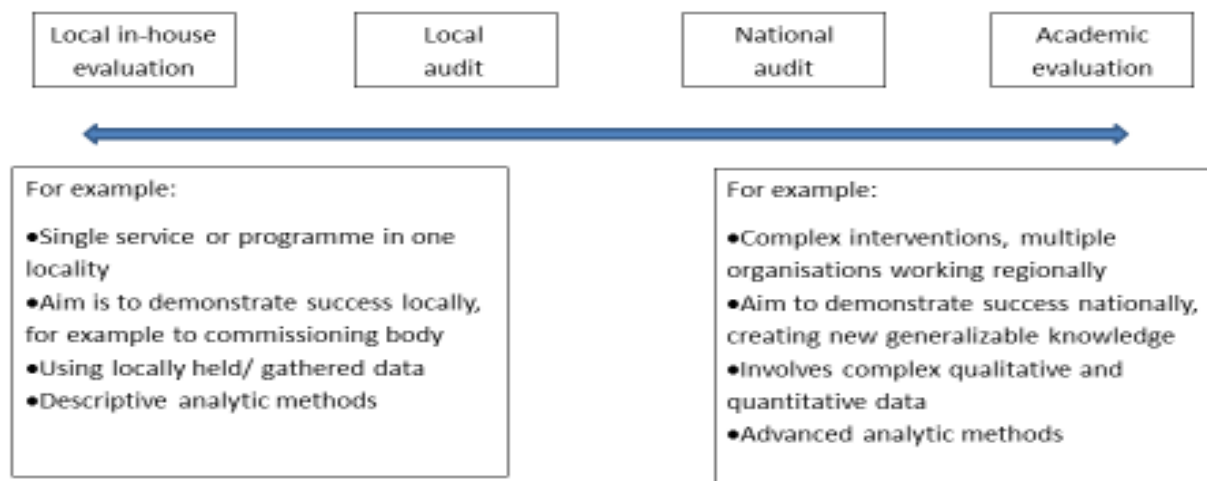 Local in-house
evaluation
Local
audit
National
audit
Academic
evaluation
For example:
●Single service or programme in one
locality
●Aim is to demonstrate success locally,
for example to commissioning body
●Using locally held/ gathered data
●Descriptive analytic methods
For example:
●Complex interventions, multiple
organisations working regionally
●Aim to demonstrate success nationally,
creating new generalizable knowledge
●Involves complex qualitative and
quantitative data
●Advanced analytic methods